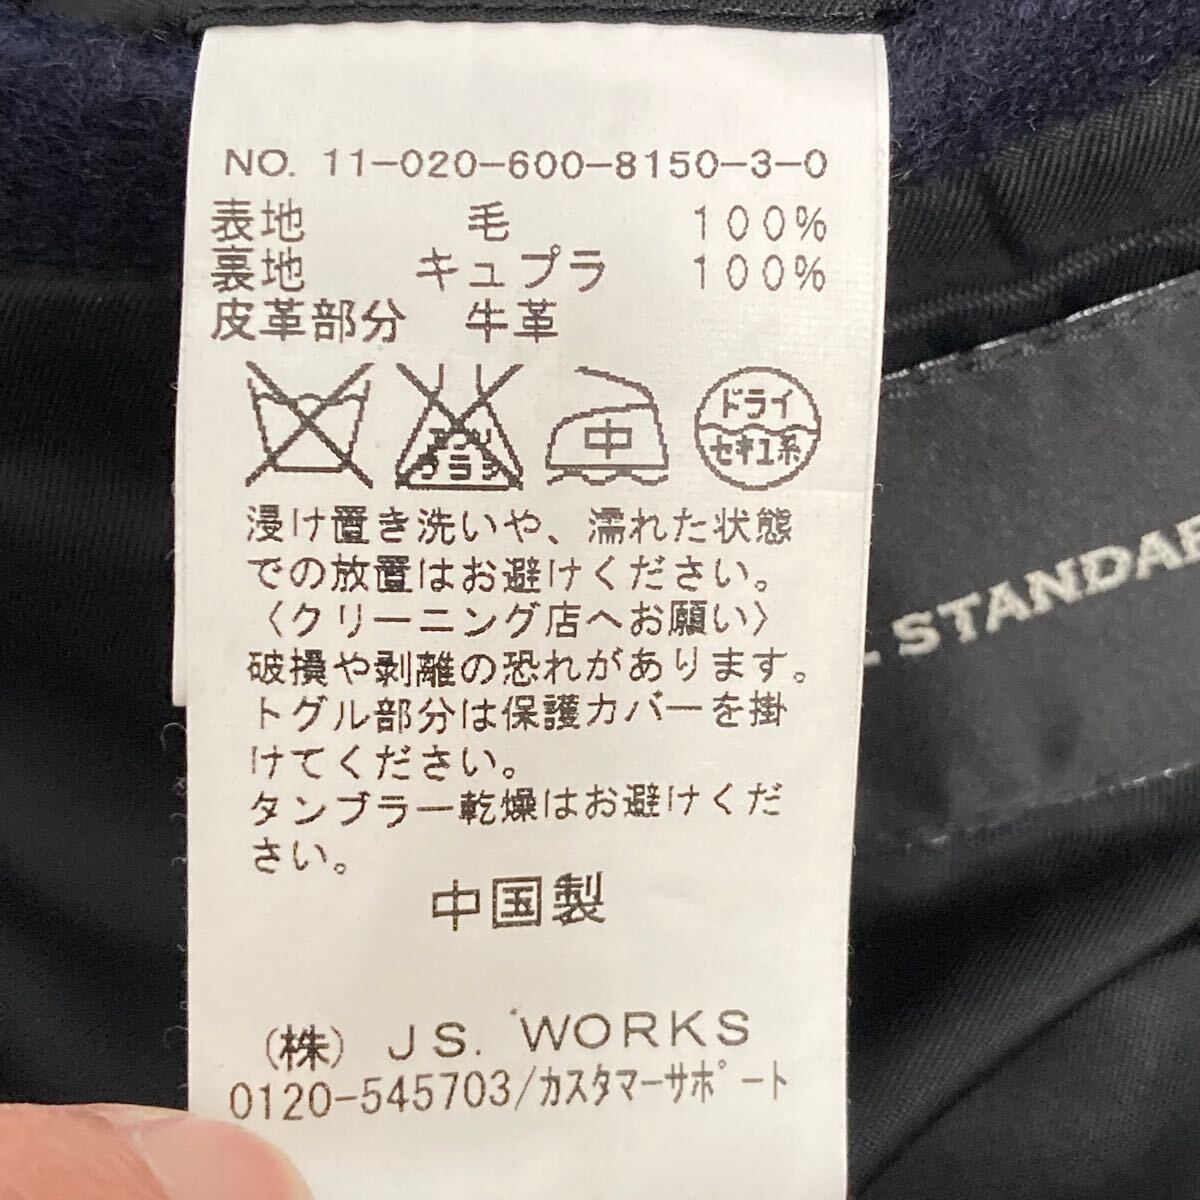 NO. 11-020-600-8150-3-0
表地 毛 100%
裏地 キュプラ 100%
皮革部分 牛革
エンソ
フラシ
中
ドライ
セキユ系
浸け置き洗いや、濡れた状態
での放置はお避けください。
〈クリーニング店へお願い〉
破損や剥離の恐れがあります。
トグル部分は保護カバーを掛
けてください。
タンブラー乾燥はお避けくだ
さい。
中国製
(株) JS. WORKS
0120-545703/カスタマーサポート
STANDAR